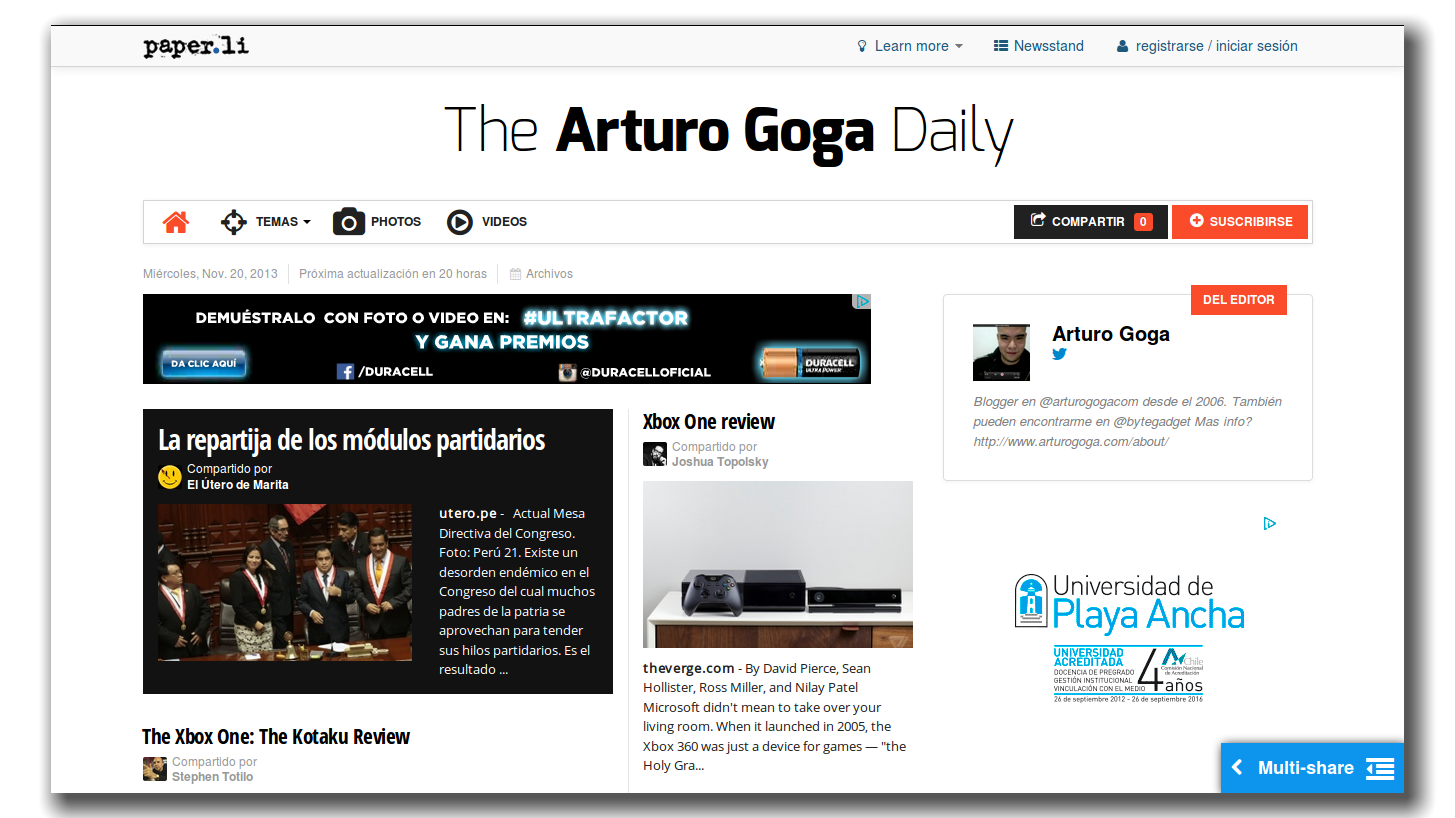 paper.li
Learn more
Newsstand
registrarse / iniciar sesión
The Arturo Goga Daily
TEMAS
PHOTOS
VIDEOS
COMPARTIR 0
SUSCRIBIRSE
Miércoles, Nov. 20, 2013
Próxima actualización en 20 horas
Archivos
DEMUÉSTRALO CON FOTO O VIDEO EN: #ULTRAFACTOR
Y GANA PREMIOS
DA CLIC AQUÍ
/DURACELL
@DURACELLOFICIAL
DURACELL
ULTRA POWER
La repartija de los módulos partidarios
Compartido por
El Útero de Marita
utero.pe - Actual Mesa
Directiva del Congreso.
Foto: Perú 21. Existe un
desorden endémico en el
Congreso del cual muchos
padres de la patria se
aprovechan para tender
sus hilos partidarios. Es el
resultado ...
The Xbox One: The Kotaku Review
Compartido por
Stephen Totilo
Xbox One review
Compartido por
Joshua Topolsky
theverge.com - By David Pierce, Sean
Hollister, Ross Miller, and Nilay Patel
Microsoft didn't mean to take over your
living room. When it launched in 2005, the
Xbox 360 was just a device for games — "the
Holy Gra...
DEL EDITOR
Arturo Goga
Blogger en @arturogogacom desde el 2006. También
pueden encontrarme en @bytegadget Mas info?
http://www.arturogoga.com/about/
Universidad de
Playa Ancha
UNIVERSIDAD
ACREDITADA
DOCENCIA DE PREGRADO
GESTIÓN INSTITUCIONAL
VINCULACIÓN CON EL MEDIO
4 años
CNA Chile
Comisión Nacional
de Acreditación
26 de septiembre 2012 - 26 de septiembre 2016
Multi-share